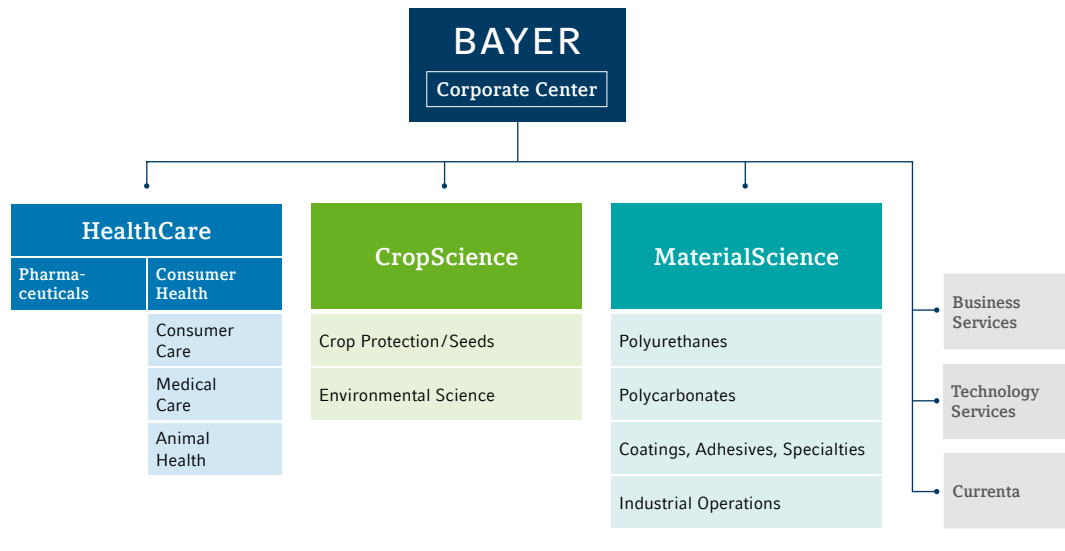 BAYER
Corporate Center
HealthCare
Pharma-
ceuticals
Consumer
Health
Consumer
Care
Medical
Care
Animal
Health
CropScience
Crop Protection/Seeds
Environmental Science
MaterialScience
Polyurethanes
Polycarbonates
Coatings, Adhesives, Specialties
Industrial Operations
Business
Services
Technology
Services
Currenta